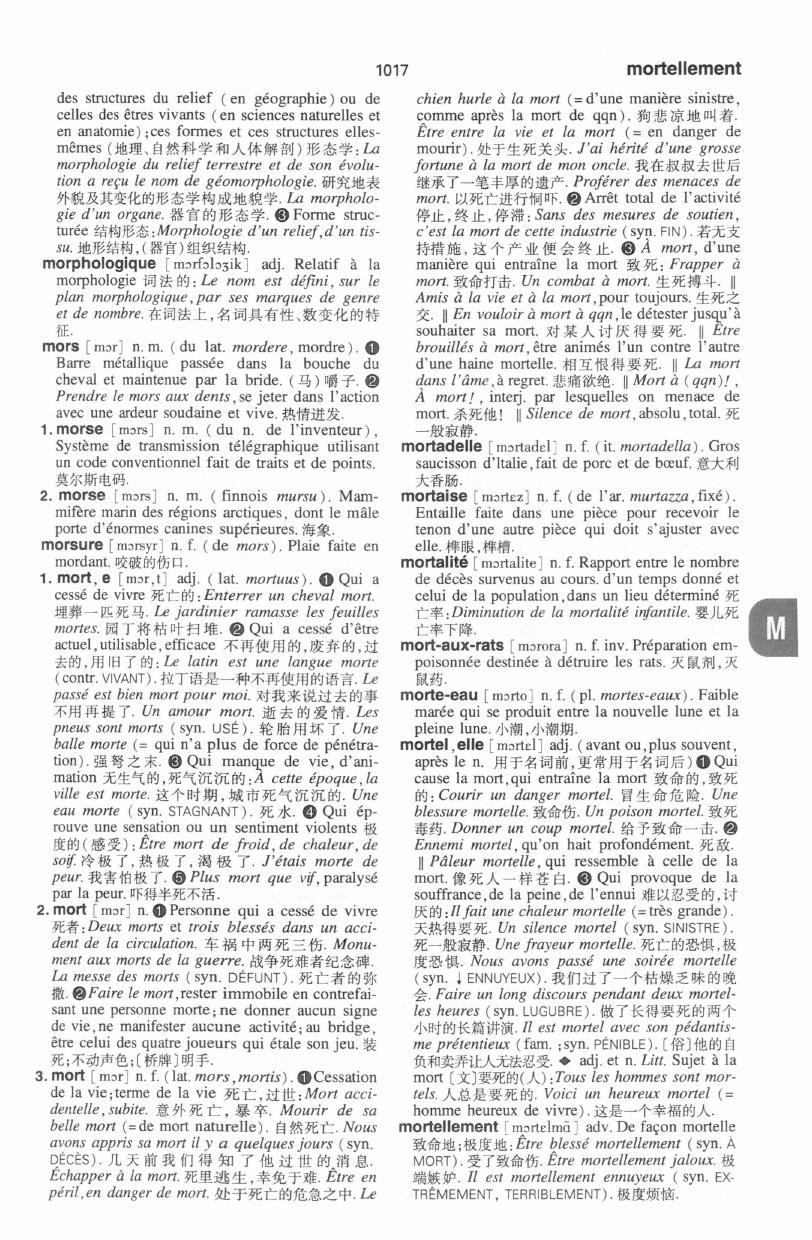 1017
mortellement
des structures du relief (en géographie) ou de
celles des êtres vivants (en sciences naturelles et
en anatomie);ces formes et ces structures elles-
mêmes (地理、自然科学和人体解剖)形态学:La
morphologie du relief terrestre et de son évolu-
tion a reçu le nom de géomorphologie. 研究地表
外貌及其变化的形态学构成地貌学. La morpholo-
gie d'un organe. 器官的形态学. ❸ Forme struc-
turée 结构形态:Morphologie d'un relief,d'un tis-
su. 地形结构,(器官)组织结构.
morphologique [mɔrfɔlɔʒik] adj. Relatif à la
morphologie 词法的: Le nom est défini, sur le
plan morphologique,par ses marques de genre
et de nombre. 在词法上,名词具有性、数变化的特
征.
mors [mɔr] n. m. (du lat. mordere, mordre). ❶
Barre métallique passée dans la bouche du
cheval et maintenue par la bride. (马)嚼子. ❷
Prendre le mors aux dents,se jeter dans l'action
avec une ardeur soudaine et vive. 热情迸发.
1. morse [mɔrs] n. m. (du n. de l'inventeur),
Système de transmission télégraphique utilisant
un code conventionnel fait de traits et de points.
莫尔斯电码.
2. morse [mɔrs] n. m. (finnois mursu). Mam-
mifère marin des régions arctiques, dont le mâle
porte d'énormes canines supérieures. 海象.
morsure [mɔrsyr] n. f. (de mors). Plaie faite en
mordant. 咬破的伤口.
1. mort, e [mɔr,t] adj. (lat. mortuus). ❶ Qui a
cessé de vivre 死亡的:Enterrer un cheval mort.
埋葬一匹死马. Le jardinier ramasse les feuilles
mortes. 园丁将枯叶扫堆. ❷ Qui a cessé d'être
actuel,utilisable,efficace 不再使用的,废弃的,过
去的,用旧了的: Le latin est une langue morte
(contr. VIVANT). 拉丁语是一种不再使用的语言. Le
passé est bien mort pour moi. 对我来说过去的事
不用再提了. Un amour mort. 逝去的爱情. Les
pneus sont morts (syn. USÉ). 轮胎用坏了. Une
balle morte (= qui n'a plus de force de pénétra-
tion). 强弩之末. ❸ Qui manque de vie, d'ani-
mation 无生气的,死气沉沉的:À cette époque,la
ville est morte. 这个时期,城市死气沉沉的. Une
eau morte (syn. STAGNANT). 死水. ❹ Qui ép-
rouve une sensation ou un sentiment violents 极
度的(感受):Être mort de froid, de chaleur, de
soif. 冷极了,热极了,渴极了. J'étais morte de
peur. 我害怕极了. ❺ Plus mort que vif, paralysé
par la peur. 吓得半死不活.
2. mort [mɔr] n. ❶ Personne qui a cessé de vivre
死者:Deux morts et trois blessés dans un acci-
dent de la circulation. 车祸中两死三伤. Monu-
ment aux morts de la guerre. 战争死难者纪念碑.
La messe des morts (syn. DÉFUNT). 死亡者的弥
撒. ❷ Faire le mort,rester immobile en contrefai-
sant une personne morte;ne donner aucun signe
de vie,ne manifester aucune activité;au bridge,
être celui des quatre joueurs qui étale son jeu. 装
死;不动声色;[桥牌]明手.
3. mort [mɔr] n. f. (lat. mors,mortis). ❶ Cessation
de la vie;terme de la vie 死亡,过世:Mort acci-
dentelle,subite. 意外死亡,暴卒. Mourir de sa
belle mort (=de mort naturelle). 自然死亡. Nous
avons appris sa mort il y a quelques jours (syn.
DÉCÈS). 几天前我们得知了他过世的消息.
Échapper à la mort. 死里逃生,幸免于难. Être en
péril,en danger de mort. 处于死亡的危急之中. Le
chien hurle à la mort (= d'une manière sinistre,
comme après la mort de qqn). 狗悲凉地叫着.
Être entre la vie et la mort (= en danger de
mourir). 处于生死关头. J'ai hérité d'une grosse
fortune à la mort de mon oncle. 我在叔叔去世后
继承了一笔丰厚的遗产. Proférer des menaces de
mort. 以死亡进行恫吓. ❷ Arrêt total de l'activité
停止,终止,停滞:Sans des mesures de soutien,
c'est la mort de cette industrie (syn. FIN). 若无支
持措施,这个产业便会终止. ❸ À mort, d'une
manière qui entraîne la mort 致死: Frapper à
mort. 致命打击. Un combat à mort. 生死搏斗. ‖
Amis à la vie et à la mort,pour toujours. 生死之
交. ‖ En vouloir à mort à qqn,le détester jusqu'à
souhaiter sa mort. 对某人讨厌得要死. ‖ Être
brouillés à mort, être animés l'un contre l'autre
d'une haine mortelle. 相互恨得要死. ‖ La mort
dans l'âme,à regret. 悲痛欲绝. ‖ Mort à (qqn)!,
À mort!, interj. par lesquelles on menace de
mort. 杀死他! ‖ Silence de mort, absolu, total. 死
一般寂静.
mortadelle [mɔrtadɛl] n. f. (it. mortadella). Gros
saucisson d'Italie,fait de porc et de bœuf. 意大利
大香肠.
mortaise [mɔrtɛz] n. f. (de l'ar. murtazza,fixé).
Entaille faite dans une pièce pour recevoir le
tenon d'une autre pièce qui doit s'ajuster avec
elle. 榫眼,榫槽.
mortalité [mɔrtalite] n. f. Rapport entre le nombre
de décès survenus au cours. d'un temps donné et
celui de la population,dans un lieu déterminé 死
亡率:Diminution de la mortalité infantile. 婴儿死
亡率下降.
mort-aux-rats [mɔrora] n. f. inv. Préparation em-
poisonnée destinée à détruire les rats. 灭鼠剂,灭
鼠药.
morte-eau [mɔrto] n. f. (pl. mortes-eaux). Faible
marée qui se produit entre la nouvelle lune et la
pleine lune. 小潮,小潮期.
mortel,elle [mɔrtɛl] adj. (avant ou,plus souvent,
après le n. 用于名词前,更常用于名词后) ❶ Qui
cause la mort,qui entraîne la mort 致命的,致死
的: Courir un danger mortel. 冒生命危险. Une
blessure mortelle. 致命伤. Un poison mortel. 致死
毒药. Donner un coup mortel. 给予致命一击. ❷
Ennemi mortel, qu'on hait profondément. 死敌.
‖ Pâleur mortelle, qui ressemble à celle de la
mort. 像死人一样苍白. ❸ Qui provoque de la
souffrance,de la peine,de l'ennui 难以忍受的,讨
厌的:Il fait une chaleur mortelle (=très grande).
天热得要死. Un silence mortel (syn. SINISTRE).
死一般寂静. Une frayeur mortelle. 死亡的恐惧,极
度恐惧. Nous avons passé une soirée mortelle
(syn. ↓ ENNUYEUX). 我们过了一个枯燥乏味的晚
会. Faire un long discours pendant deux mortel-
les heures (syn. LUGUBRE). 做了长得要死的两个
小时的长篇讲演. Il est mortel avec son pédantis-
me prétentieux (fam. ;syn. PÉNIBLE). [俗]他的自
负和卖弄让人无法忍受. ◆ adj. et n. Litt. Sujet à la
mort [文]要死的(人):Tous les hommes sont mor-
tels. 人总是要死的. Voici un heureux mortel (=
homme heureux de vivre). 这是一个幸福的人.
mortellement [mɔrtɛlmɑ̃] adv. De façon mortelle
致命地;极度地:Être blessé mortellement (syn. À
MORT). 受了致命伤. Être mortellement jaloux. 极
端嫉妒. Il est mortellement ennuyeux (syn. EX-
TRÊMEMENT, TERRIBLEMENT). 极度烦恼.
M